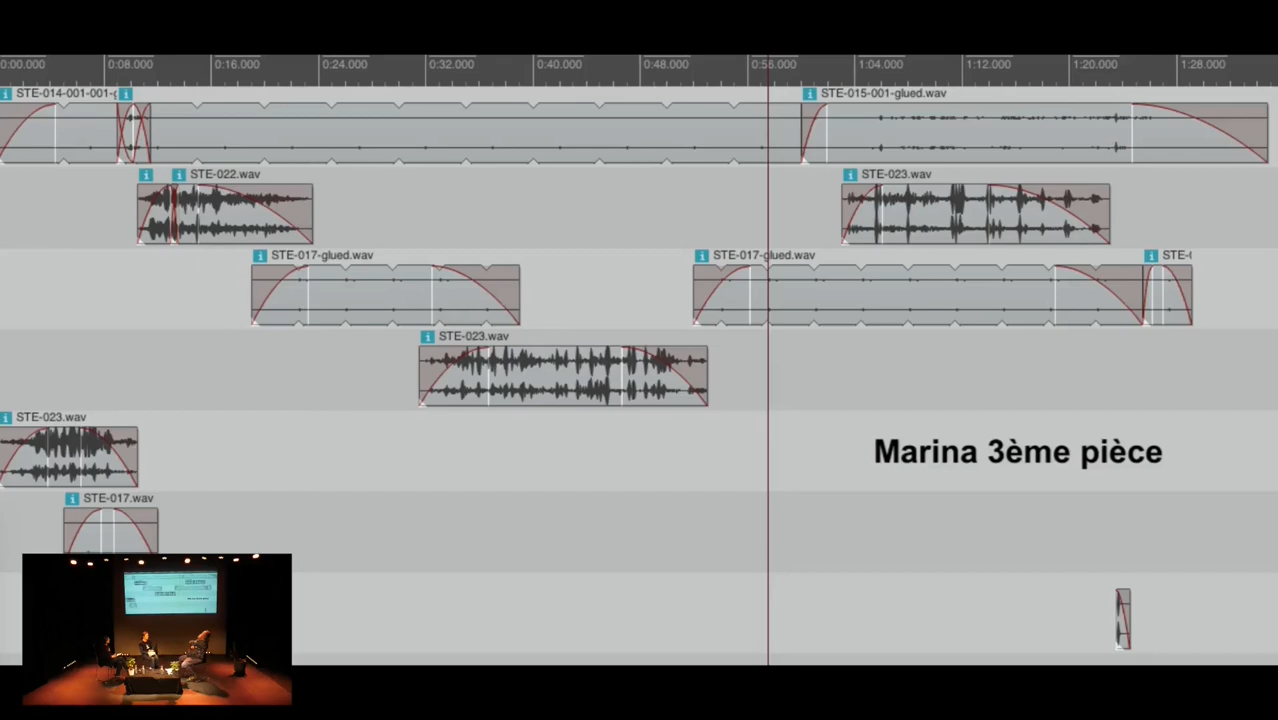 0:00.000 0:08.000 0:16.000 0:24.000 0:32.000 0:40.000 0:48.000 0:56.000 1:04.000 1:12.000 1:20.000 1:28.000
STE-014-001-001-g
STE-015-001-glued.wav
STE-022.wav
STE-023.wav
STE-017-glued.wav
STE-017-glued.wav
STE-0
STE-023.wav
STE-023.wav
Marina 3ème pièce
STE-017.wav